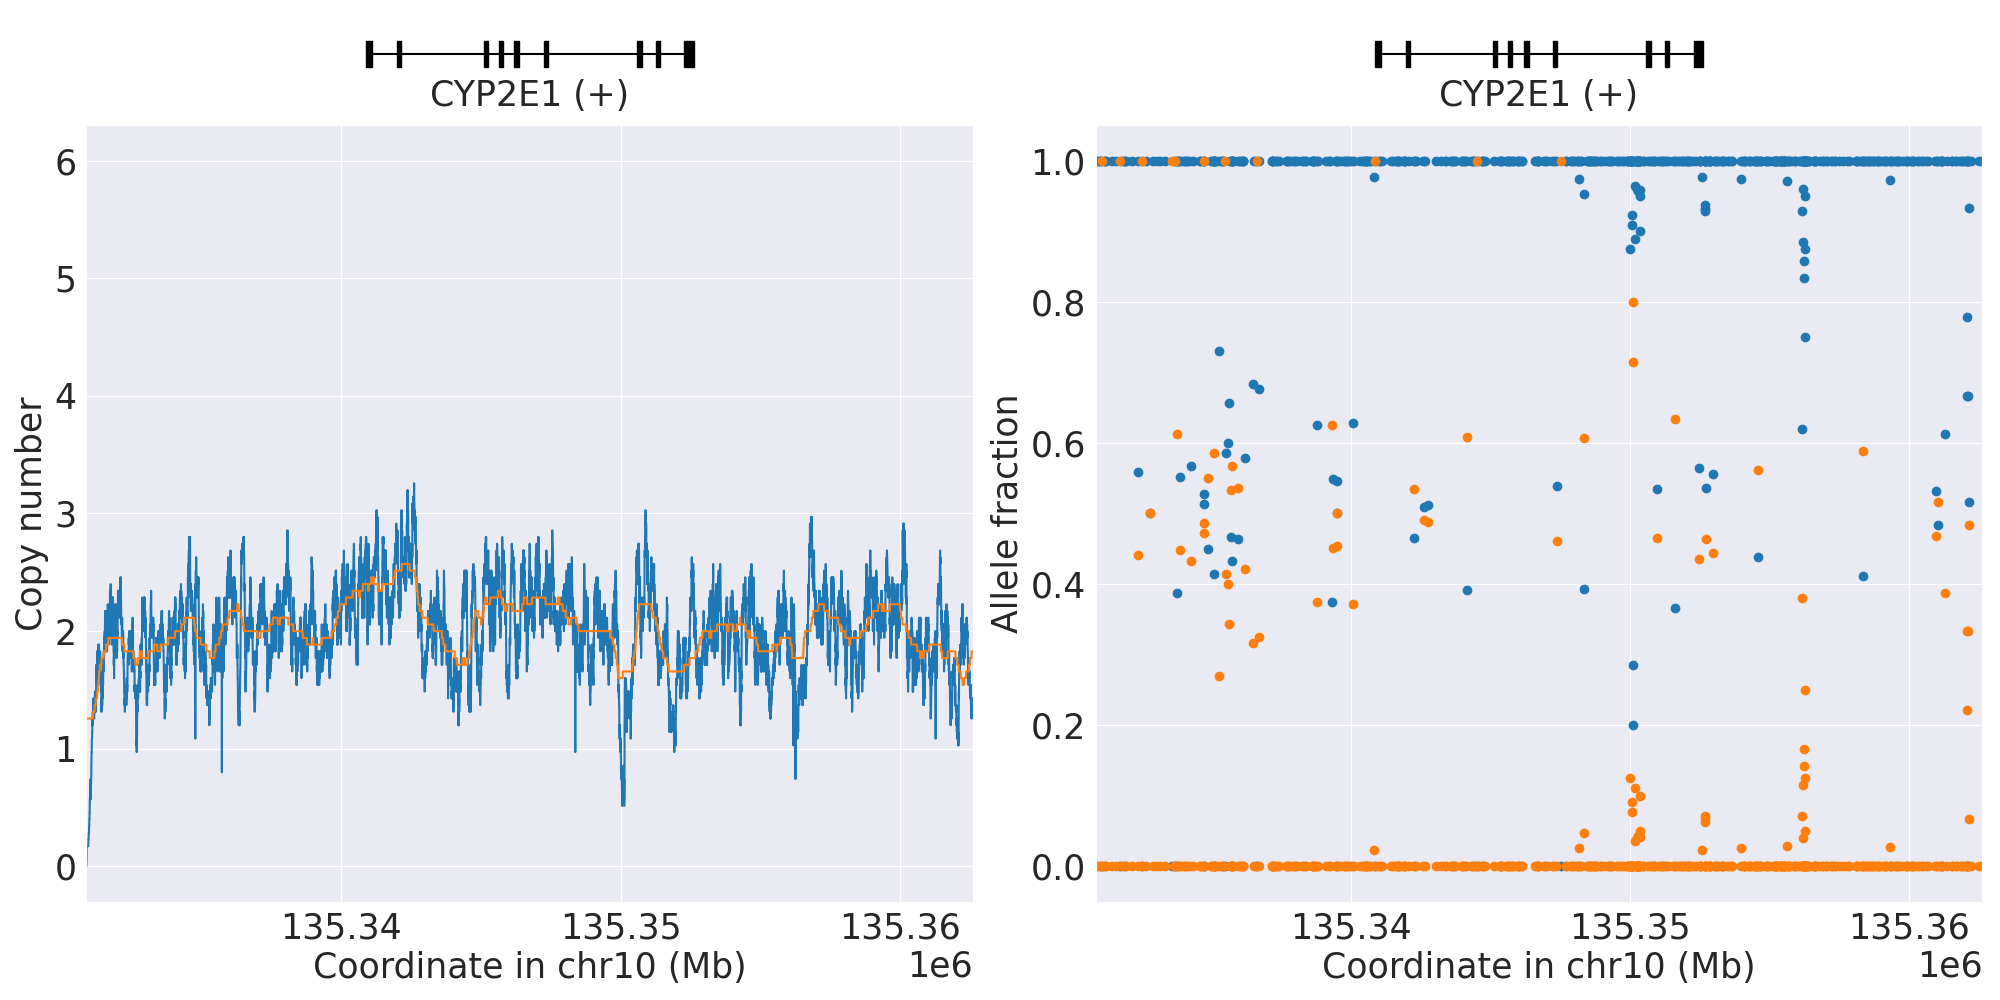 CYP2E1 (+)
6
5
4
3
2
1
0
Copy number
135.34 135.35 135.36
Coordinate in chr10 (Mb)
1e6
CYP2E1 (+)
1.0
0.8
0.6
0.4
0.2
0.0
Allele fraction
135.34 135.35 135.36
Coordinate in chr10 (Mb)
1e6